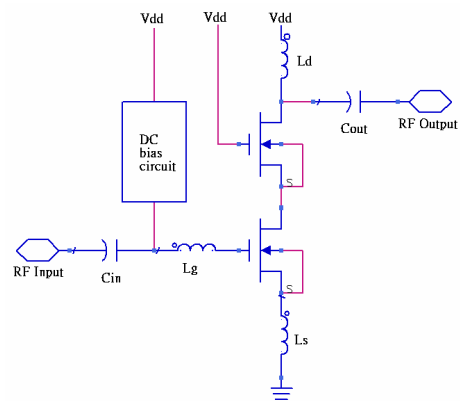 Vdd
Vdd
Vdd
Ld
DC
bias
circuit
Cout
RF Output
S
RF Input
Cin
Lg
S
Ls